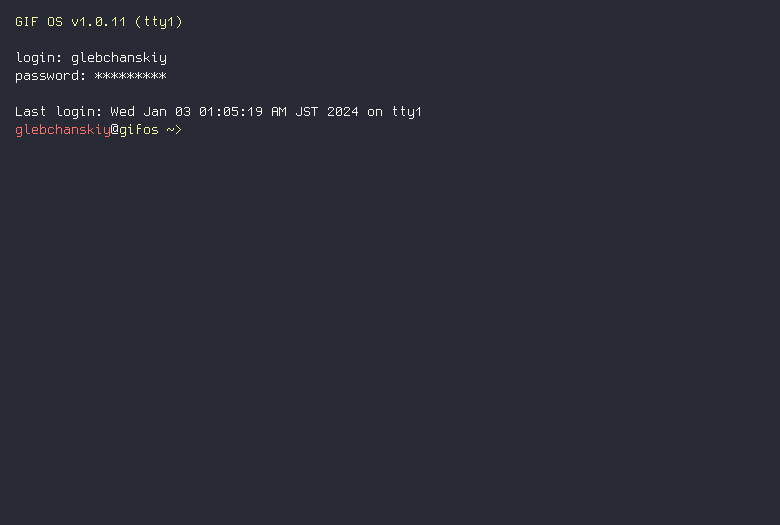 GIF OS v1.0.11 (tty1)
login: glebchanskiy
password: *********
Last login: Wed Jan 03 01:05:19 AM JST 2024 on tty1
glebchanskiy@gifos ~>